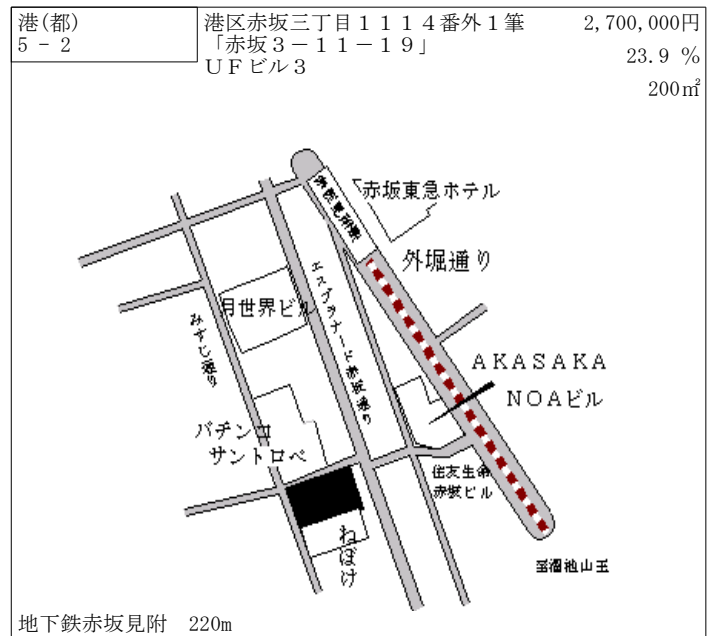 港(都)
5 - 2
港区赤坂三丁目１１１４番外１筆
「赤坂３－１１－１９」
ＵＦビル３
2,700,000円
23.9 %
200㎡
赤坂見附駅
赤坂東急ホテル
外堀通り
月世界ビル
エスプラナード赤坂通り
みすじ通り
ＡＫＡＳＡＫＡ
ＮＯＡビル
パチンコ
サントロペ
住友生命
赤坂ビル
ねぼけ
至溜池山王
地下鉄赤坂見附　220m